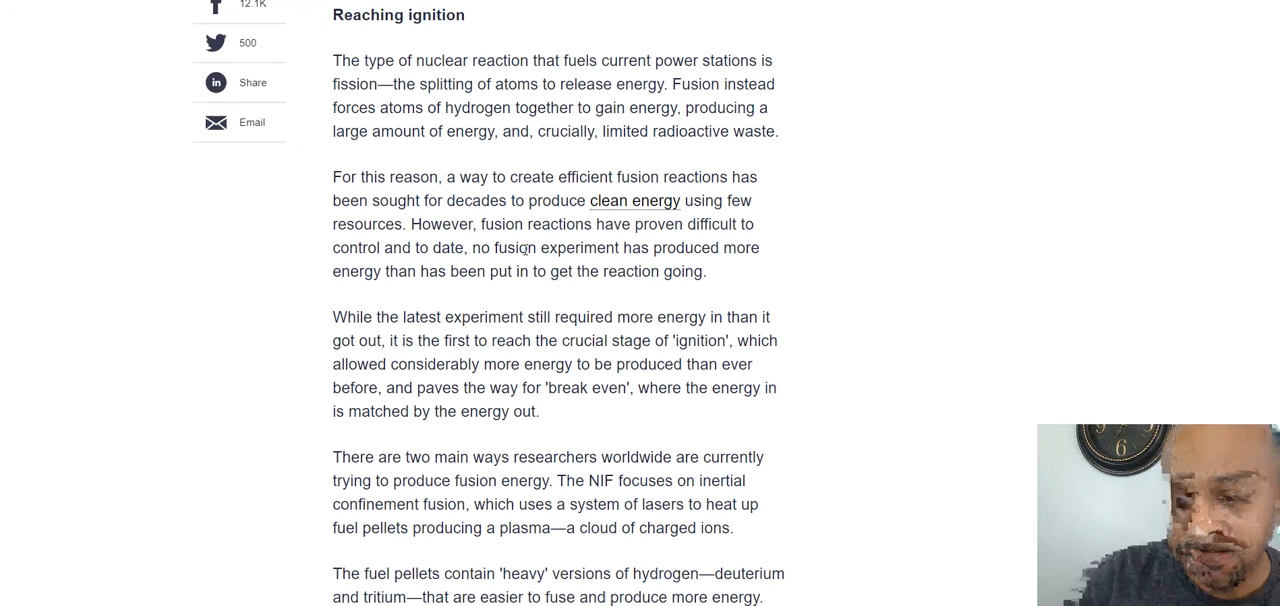 12.1K
500
Share
Email
Reaching ignition
The type of nuclear reaction that fuels current power stations is
fission—the splitting of atoms to release energy. Fusion instead
forces atoms of hydrogen together to gain energy, producing a
large amount of energy, and, crucially, limited radioactive waste.
For this reason, a way to create efficient fusion reactions has
been sought for decades to produce clean energy using few
resources. However, fusion reactions have proven difficult to
control and to date, no fusion experiment has produced more
energy than has been put in to get the reaction going.
While the latest experiment still required more energy in than it
got out, it is the first to reach the crucial stage of 'ignition', which
allowed considerably more energy to be produced than ever
before, and paves the way for 'break even', where the energy in
is matched by the energy out.
There are two main ways researchers worldwide are currently
trying to produce fusion energy. The NIF focuses on inertial
confinement fusion, which uses a system of lasers to heat up
fuel pellets producing a plasma—a cloud of charged ions.
The fuel pellets contain 'heavy' versions of hydrogen—deuterium
and tritium—that are easier to fuse and produce more energy.
6